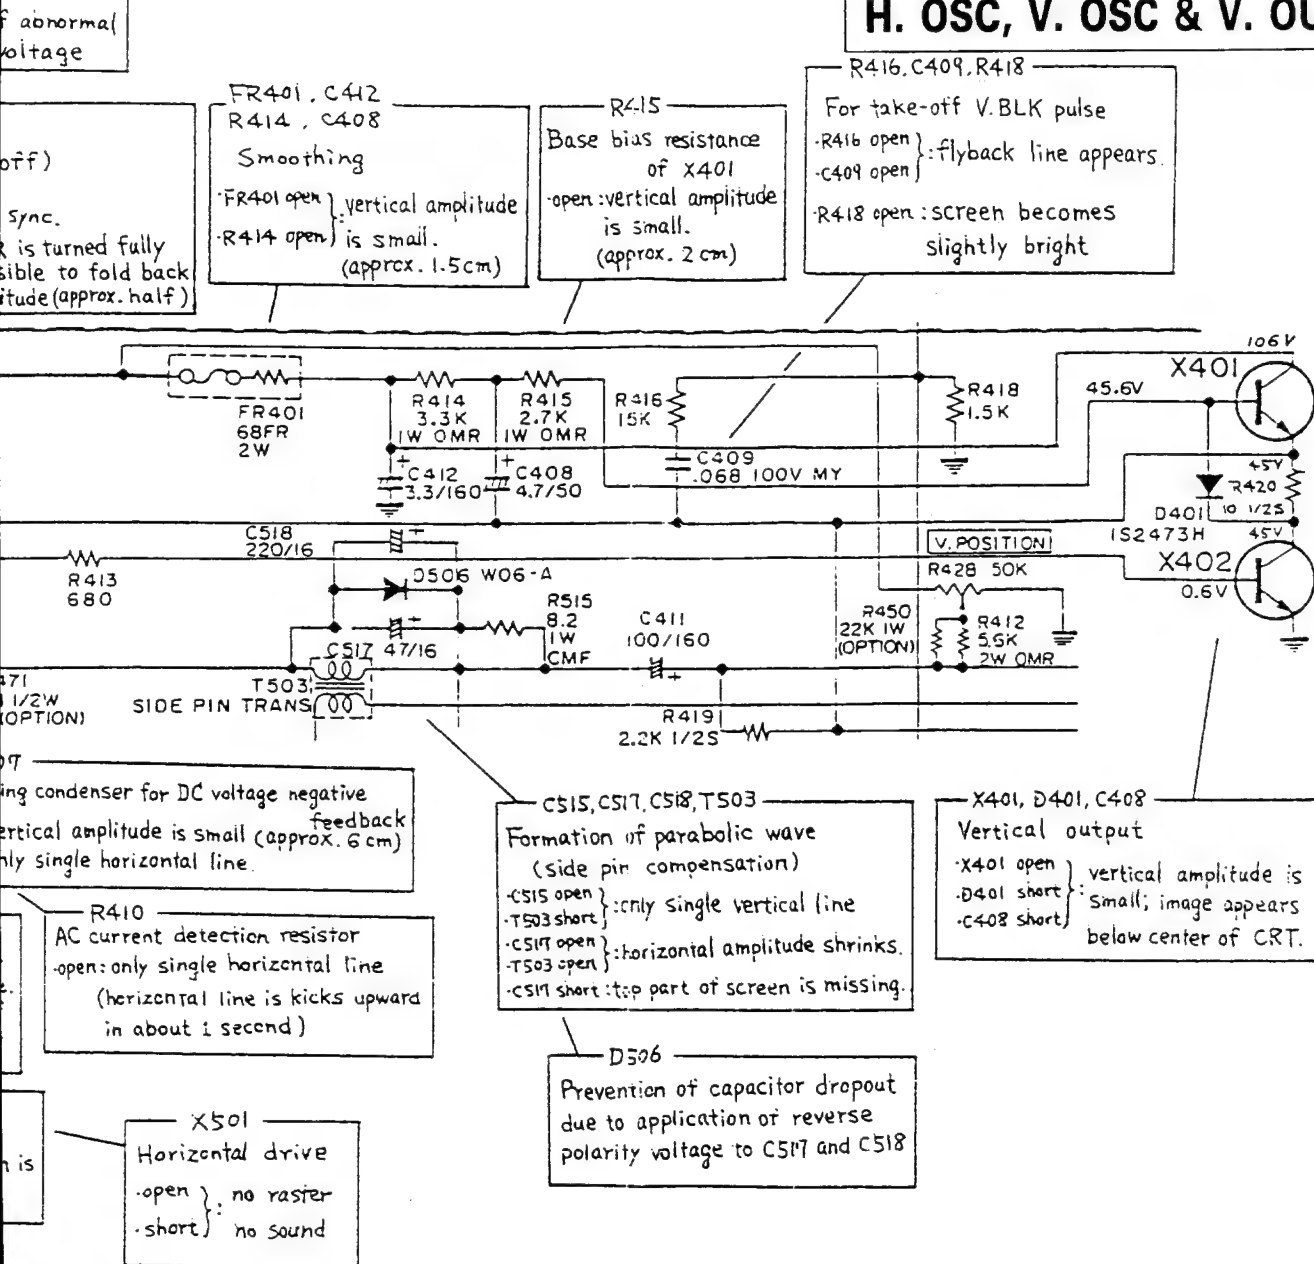 f abnormal
voltage
H. OSC, V. OSC & V. OU
off)
sync.
R is turned fully
sible to fold back
itude (approx. half)
FR401, C412
R414, C408
Smoothing
·FR401 open
·R414 open
: vertical amplitude
is small.
(approx. 1.5cm)
R415
Base bias resistance
of X401
·open : vertical amplitude
is small.
(approx. 2cm)
R416, C409, R418
For take-off V.BLK pulse
·R416 open
·C409 open
: flyback line appears.
·R418 open : screen becomes
slightly bright
FR401
68FR
2W
R414
3.3K
1W OMR
R415
2.7K
1W OMR
R416
15K
R418
1.5K
45.6V
106V
X401
+
C412
3.3/160
+
C408
4.7/50
C409
.068 100V MY
45V
R420
10 1/2S
D401
1S2473H
45V
X402
0.6V
C518
220/16
+
R413
680
D506 W06-A
V. POSITION
R428 50K
R515
8.2
1W
CMF
C411
100/160
+
R450
22K 1W
(OPTION)
R412
5.6K
2W OMR
+
C517 47/16
471
1/2W
(OPTION)
T503
SIDE PIN TRANS
R419
2.2K 1/2S
07
ing condenser for DC voltage negative
feedback
ertical amplitude is small (approx. 6cm)
nly single horizontal line.
R410
AC current detection resistor
·open : only single horizontal line
(horizontal line is kicks upward
in about 1 second)
C515, C517, C518, T503
Formation of parabolic wave
(side pin compensation)
·C515 open
·T503 short
: only single vertical line
·C517 open
·T503 open
: horizontal amplitude shrinks.
·C517 short : top part of screen is missing.
X401, D401, C408
Vertical output
·X401 open
·D401 short
·C408 short
: vertical amplitude is
small; image appears
below center of CRT.
D506
Prevention of capacitor dropout
due to application of reverse
polarity voltage to C517 and C518
X501
Horizontal drive
·open
·short
: no raster
no sound
n is